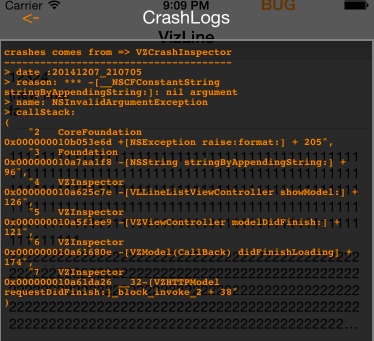 Carrier 9:09 PM BUG
<- CrashLogs
VizLine
crashes comes from => VZCrashInspector
------------------------------------
> date :20141207_210705
> reason: *** -[__NSCFConstantString
stringByAppendingString:]: nil argument
> name: NSInvalidArgumentException
> callStack:
(
"2 CoreFoundation
0x000000010b053e6d +[NSException raise:format:] + 205",
"3 Foundation
0x000000010a7aa1f8 -[NSString stringByAppendingString:] +
96",
"4 VZInspector
0x000000010a625c7e -[VLLineListViewController showModel:] +
126",
"5 VZInspector
0x000000010a5f1ee9 -[VZViewController modelDidFinish:] +
121",
"6 VZInspector
0x000000010a61680e -[VZModel(CallBack) didFinishLoading] +
174",
"7 VZInspector
0x000000010a61da26 __32-[VZHTTPModel
requestDidFinish:]_block_invoke_2 + 38"
)